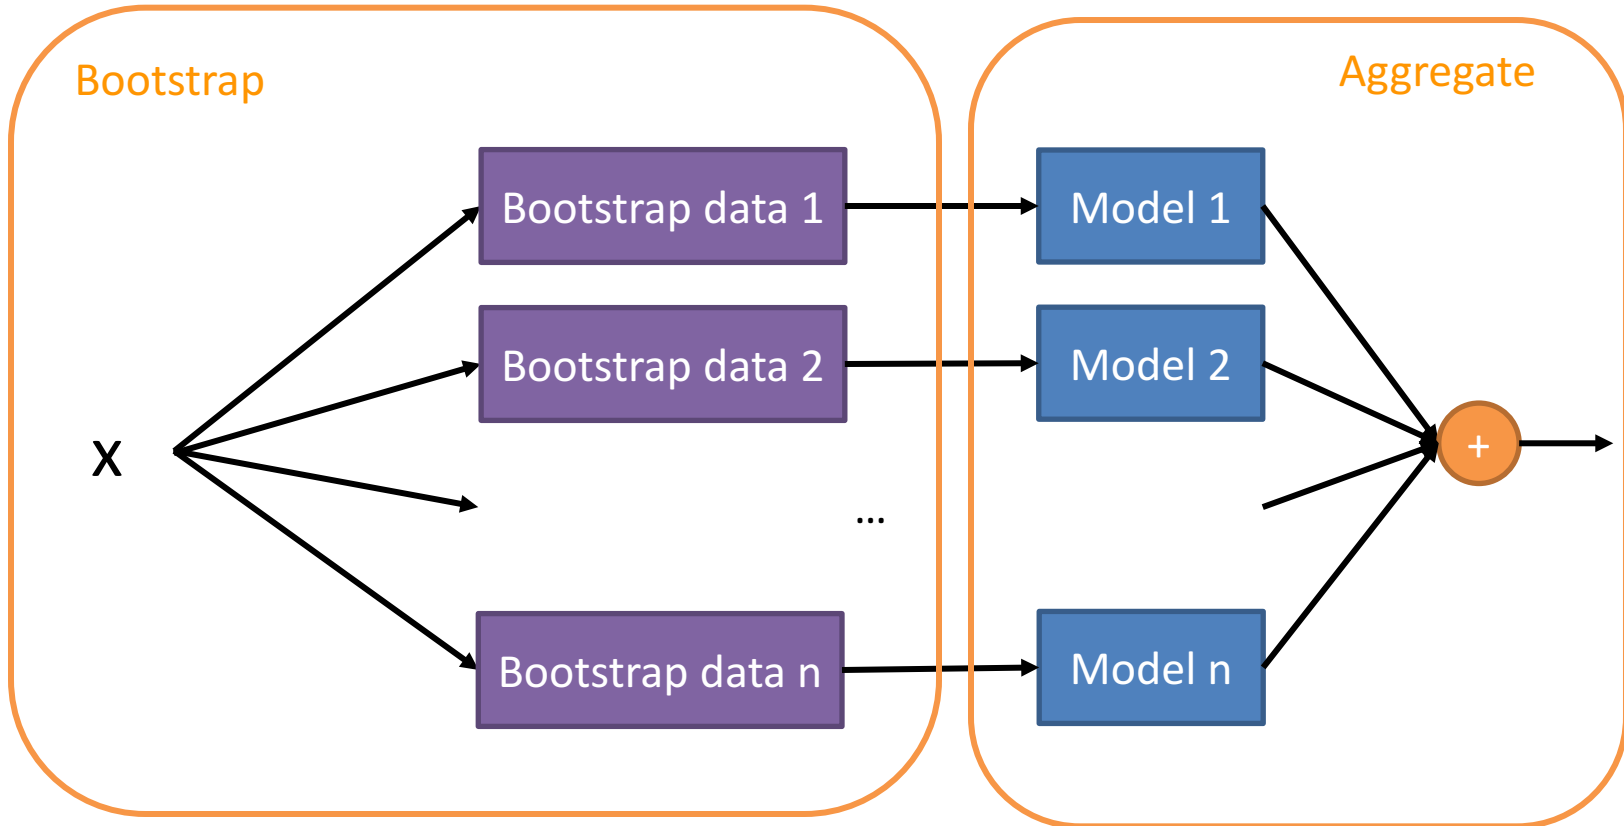 Bootstrap
Aggregate
Bootstrap data 1
Model 1
Bootstrap data 2
Model 2
X
+
...
Bootstrap data n
Model n